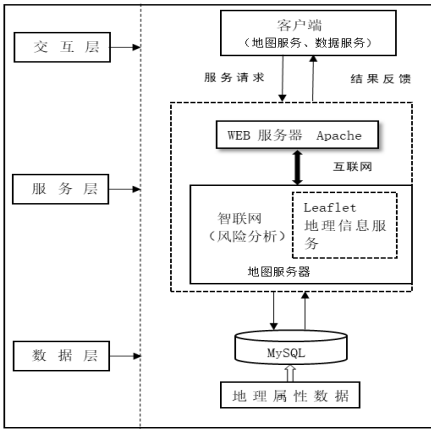 客户端
(地图服务、数据服务)
交互层
服务请求
结果反馈
WEB 服务器 Apache
互联网
服务层
智联网
(风险分析)
Leaflet
地理信息服
务
地图服务器
数据层
MySQL
地理属性数据